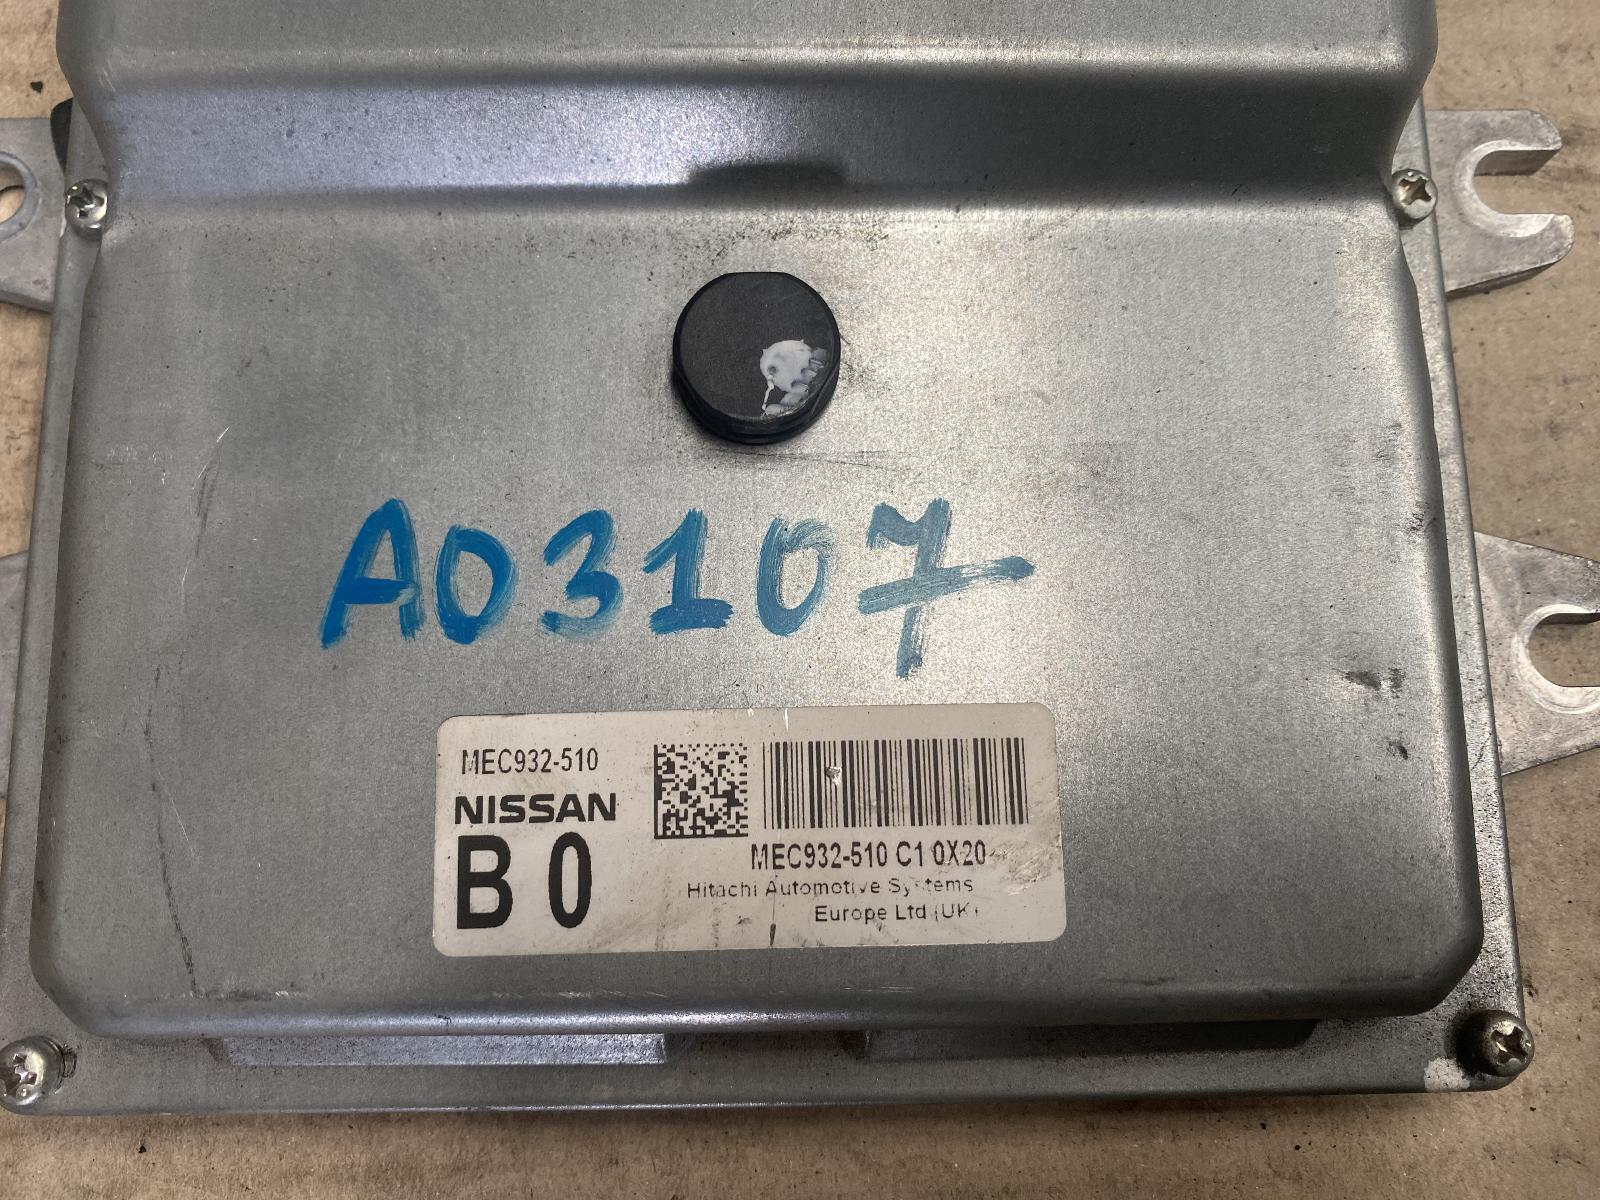 A03107
MEC932-510
NISSAN
B 0
MEC932-510 C1 0X20
Hitachi Automotive Systems
Europe Ltd (UK)